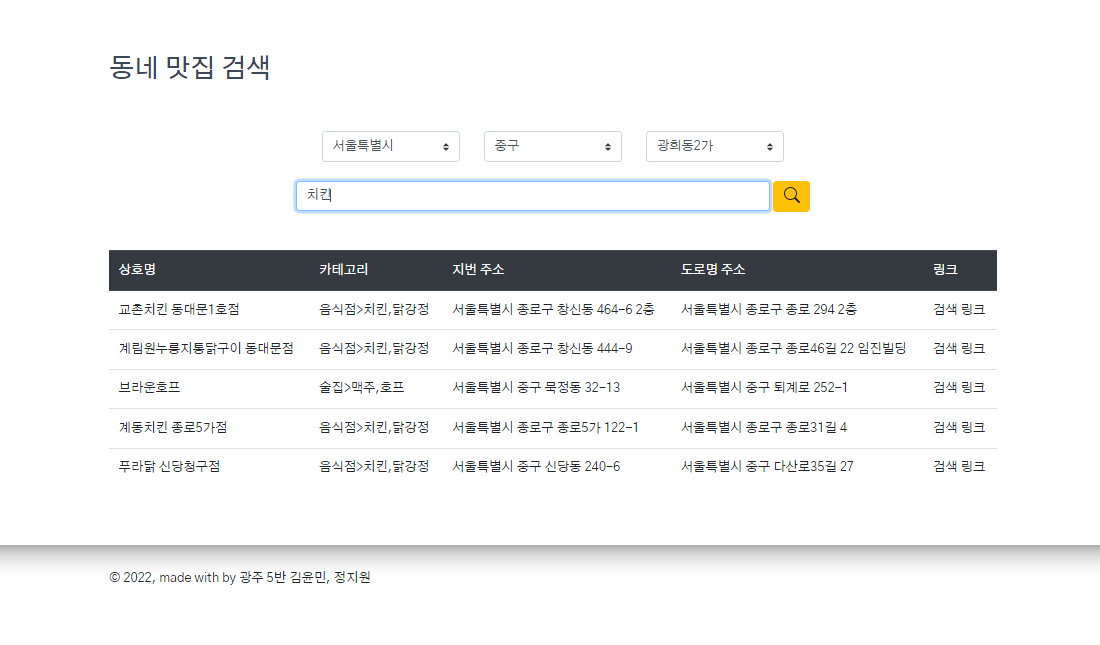 동네 맛집 검색
서울특별시 중구 광희동2가
치킨
상호명 카테고리 지번 주소 도로명 주소 링크
교촌치킨 동대문1호점 음식점>치킨,닭강정 서울특별시 종로구 창신동 464-6 2층 서울특별시 종로구 종로 294 2층 검색 링크
계림원누룽지통닭구이 동대문점 음식점>치킨,닭강정 서울특별시 종로구 창신동 444-9 서울특별시 종로구 종로46길 22 임진빌딩 검색 링크
브라운호프 술집>맥주,호프 서울특별시 중구 묵정동 32-13 서울특별시 중구 퇴계로 252-1 검색 링크
계동치킨 종로5가점 음식점>치킨,닭강정 서울특별시 종로구 종로5가 122-1 서울특별시 종로구 종로31길 4 검색 링크
푸라닭 신당청구점 음식점>치킨,닭강정 서울특별시 중구 신당동 240-6 서울특별시 중구 다산로35길 27 검색 링크
© 2022, made with by 광주 5반 김윤민, 정지원